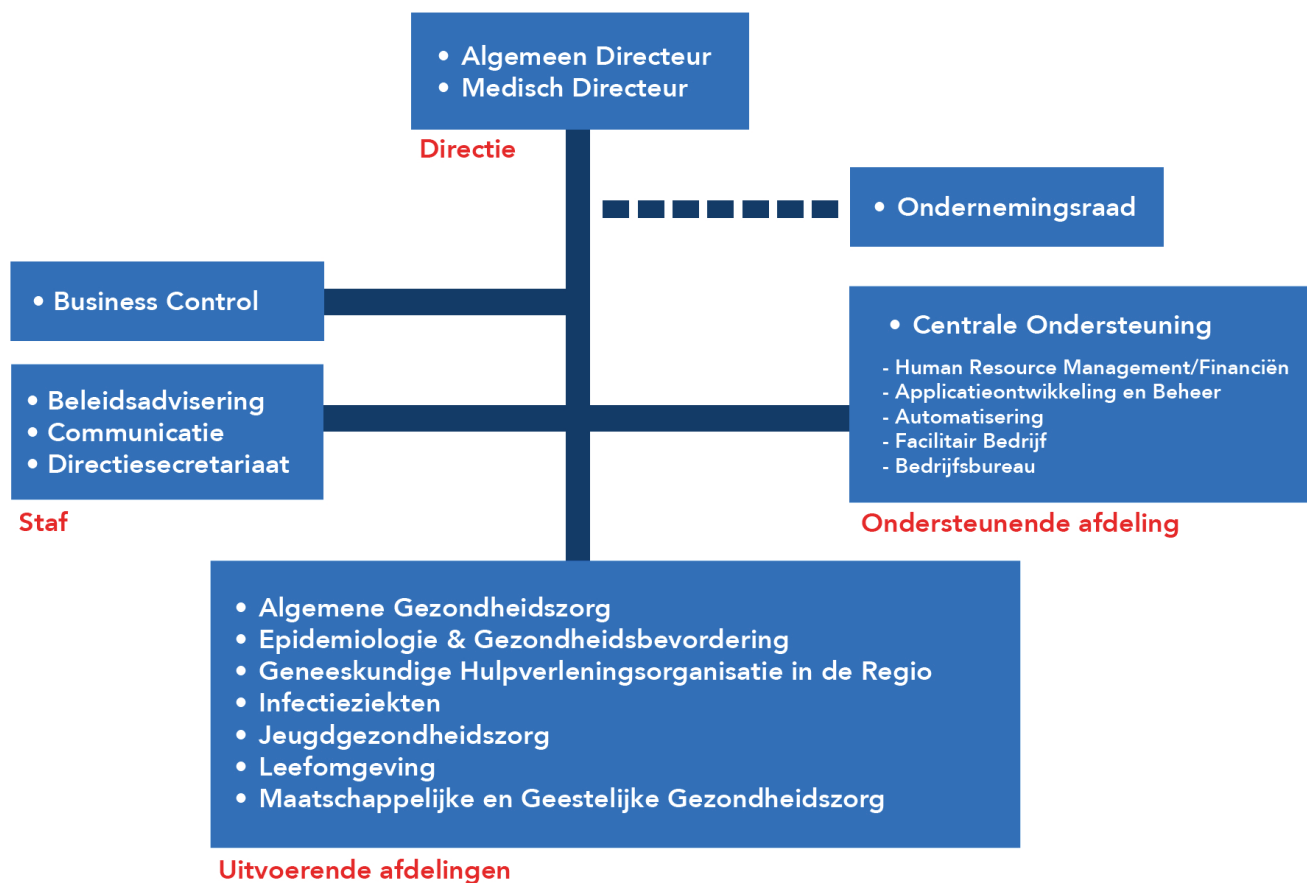 • Algemeen Directeur
• Medisch Directeur
Directie
• Ondernemingsraad
• Business Control
• Centrale Ondersteuning
- Human Resource Management/Financiën
- Applicatieontwikkeling en Beheer
- Automatisering
- Facilitair Bedrijf
- Bedrijfsbureau
Ondersteunende afdeling
• Beleidsadvisering
• Communicatie
• Directiesecretariaat
Staf
• Algemene Gezondheidszorg
• Epidemiologie & Gezondheidsbevordering
• Geneeskundige Hulpverleningsorganisatie in de Regio
• Infectieziekten
• Jeugdgezondheidszorg
• Leefomgeving
• Maatschappelijke en Geestelijke Gezondheidszorg
Uitvoerende afdelingen